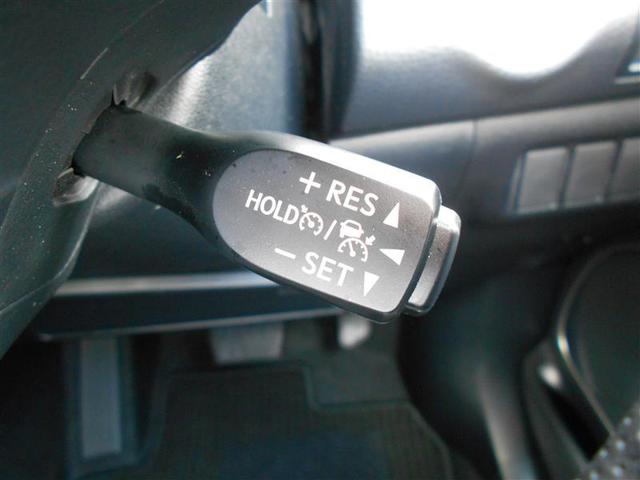 + RES ▲
HOLD / ◀
− SET ▼